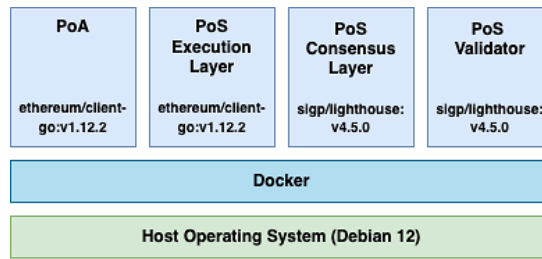 PoA
ethereum/client-
go:v1.12.2
PoS
Execution
Layer
ethereum/client-
go:v1.12.2
PoS
Consensus
Layer
sigp/lighthouse:
v4.5.0
PoS
Validator
sigp/lighthouse:
v4.5.0
Docker
Host Operating System (Debian 12)